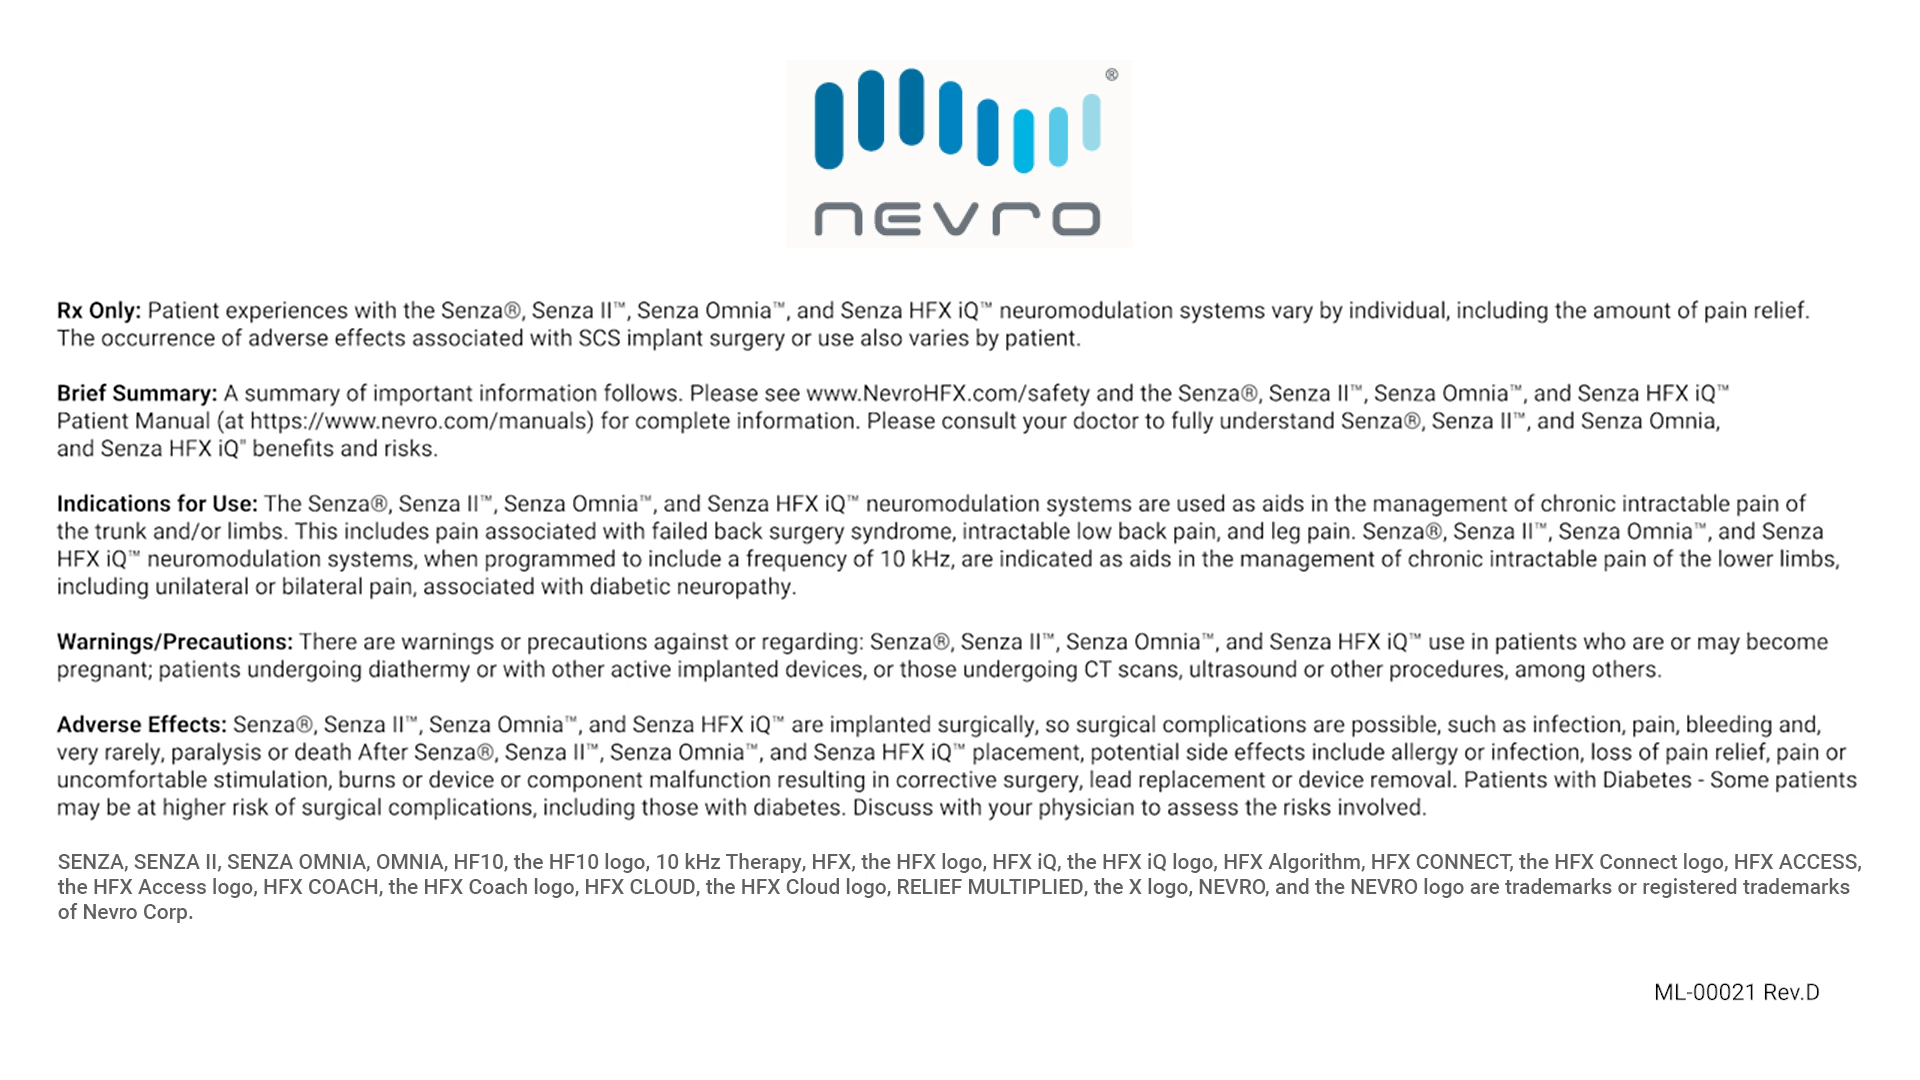 ®
nevro
Rx Only: Patient experiences with the Senza®, Senza II™, Senza Omnia™, and Senza HFX iQ™ neuromodulation systems vary by individual, including the amount of pain relief.
The occurrence of adverse effects associated with SCS implant surgery or use also varies by patient.
Brief Summary: A summary of important information follows. Please see www.NevroHFX.com/safety and the Senza®, Senza II™, Senza Omnia™, and Senza HFX iQ™
Patient Manual (at https://www.nevro.com/manuals) for complete information. Please consult your doctor to fully understand Senza®, Senza II™, and Senza Omnia,
and Senza HFX iQ" benefits and risks.
Indications for Use: The Senza®, Senza II™, Senza Omnia™, and Senza HFX iQ™ neuromodulation systems are used as aids in the management of chronic intractable pain of
the trunk and/or limbs. This includes pain associated with failed back surgery syndrome, intractable low back pain, and leg pain. Senza®, Senza II™, Senza Omnia™, and Senza
HFX iQ™ neuromodulation systems, when programmed to include a frequency of 10 kHz, are indicated as aids in the management of chronic intractable pain of the lower limbs,
including unilateral or bilateral pain, associated with diabetic neuropathy.
Warnings/Precautions: There are warnings or precautions against or regarding: Senza®, Senza II™, Senza Omnia™, and Senza HFX iQ™ use in patients who are or may become
pregnant; patients undergoing diathermy or with other active implanted devices, or those undergoing CT scans, ultrasound or other procedures, among others.
Adverse Effects: Senza®, Senza II™, Senza Omnia™, and Senza HFX iQ™ are implanted surgically, so surgical complications are possible, such as infection, pain, bleeding and,
very rarely, paralysis or death After Senza®, Senza II™, Senza Omnia™, and Senza HFX iQ™ placement, potential side effects include allergy or infection, loss of pain relief, pain or
uncomfortable stimulation, burns or device or component malfunction resulting in corrective surgery, lead replacement or device removal. Patients with Diabetes - Some patients
may be at higher risk of surgical complications, including those with diabetes. Discuss with your physician to assess the risks involved.
SENZA, SENZA II, SENZA OMNIA, OMNIA, HF10, the HF10 logo, 10 kHz Therapy, HFX, the HFX logo, HFX iQ, the HFX iQ logo, HFX Algorithm, HFX CONNECT, the HFX Connect logo, HFX ACCESS,
the HFX Access logo, HFX COACH, the HFX Coach logo, HFX CLOUD, the HFX Cloud logo, RELIEF MULTIPLIED, the X logo, NEVRO, and the NEVRO logo are trademarks or registered trademarks
of Nevro Corp.
ML-00021 Rev.D